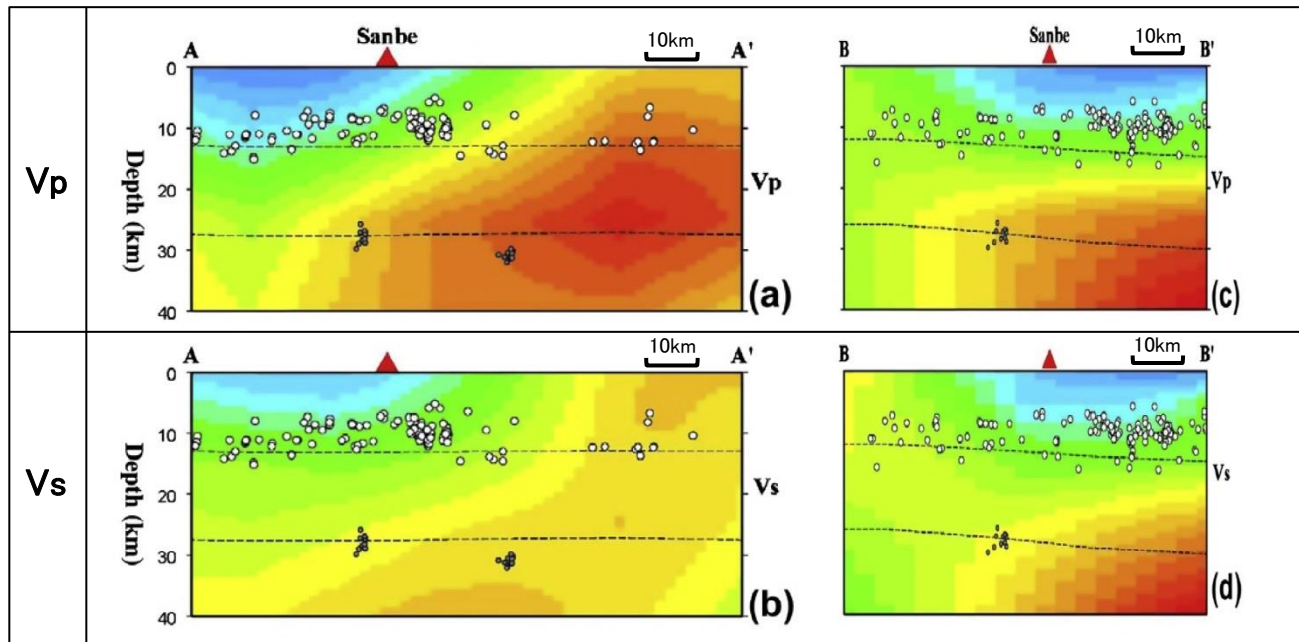 Vp
A
Sanbe
10km
A'
0
10
20
30
40
Depth (km)
Vp
(a)
B
Sanbe
10km
B'
Vp
(c)
Vs
A
10km
A'
0
10
20
30
40
Depth (km)
Vs
(b)
B
10km
B'
Vs
(d)